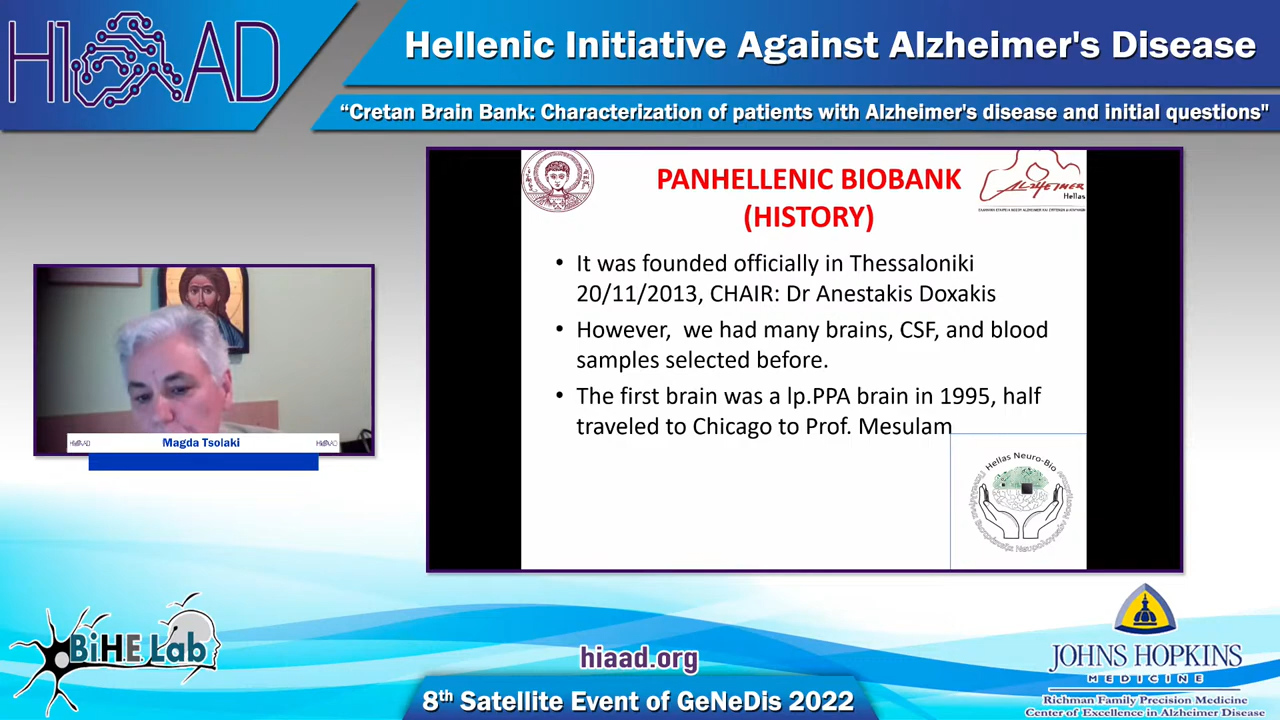 HIAAD
Hellenic Initiative Against Alzheimer's Disease
“Cretan Brain Bank: Characterization of patients with Alzheimer's disease and initial questions"
PANHELLENIC BIOBANK
(HISTORY)
ALZHEIMER
Hellas
• It was founded officially in Thessaloniki
20/11/2013, CHAIR: Dr Anestakis Doxakis
• However, we had many brains, CSF, and blood
samples selected before.
• The first brain was a lp.PPA brain in 1995, half
traveled to Chicago to Prof. Mesulam
Hellas Neuro-Bio
HIAAD
Magda Tsolaki
HIAAD
BiHE Lab
hiaad.org
8th Satellite Event of GeNeDis 2022
JOHNS HOPKINS
MEDICINE
Richman Family Precision Medicine
Center of Excellence in Alzheimer Disease